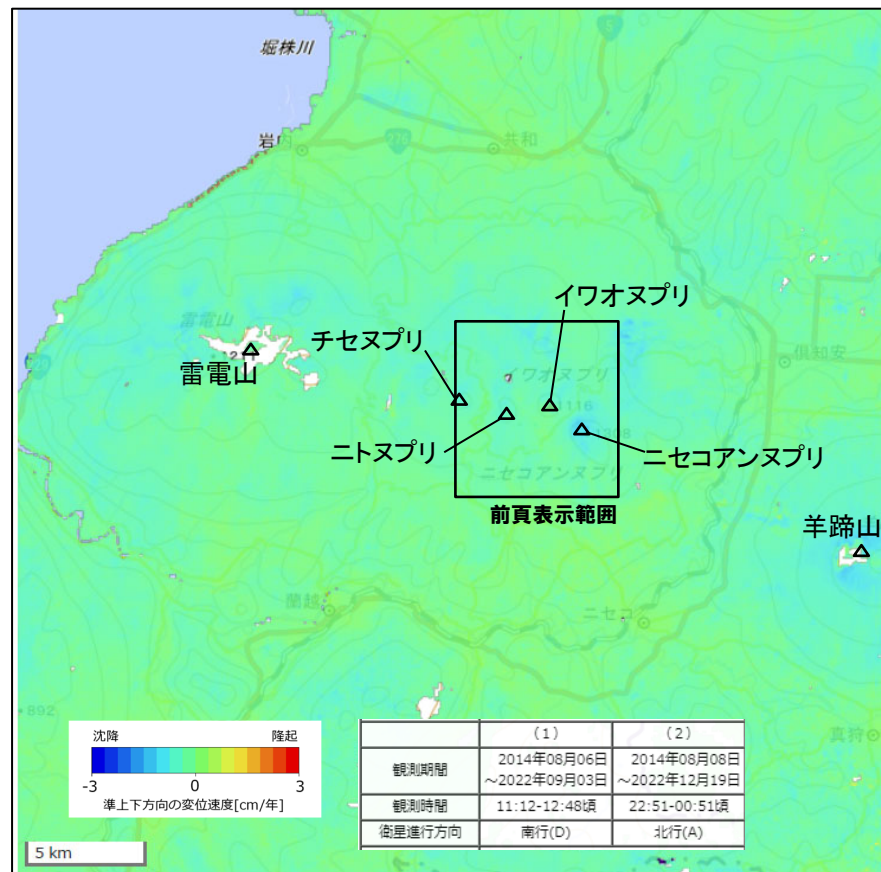 堀株川
5
岩内
276
共和
イワオヌプリ
チセヌプリ
雷電山
1211
雷電山
倶知安
イワオヌプリ
1116
ニトヌプリ
1308
ニセコアンヌプリ
ニセコアンヌプリ
前頁表示範囲
羊蹄山
蘭越
ニセコ
892
真狩
沈降 隆起
-3 0 3
準上下方向の変位速度[cm/年]
(1) (2)
観測期間 2014年08月06日 2014年08月08日
~2022年09月03日 ~2022年12月19日
観測時間 11:12-12:48頃 22:51-00:51頃
衛星進行方向 南行(D) 北行(A)
5 km